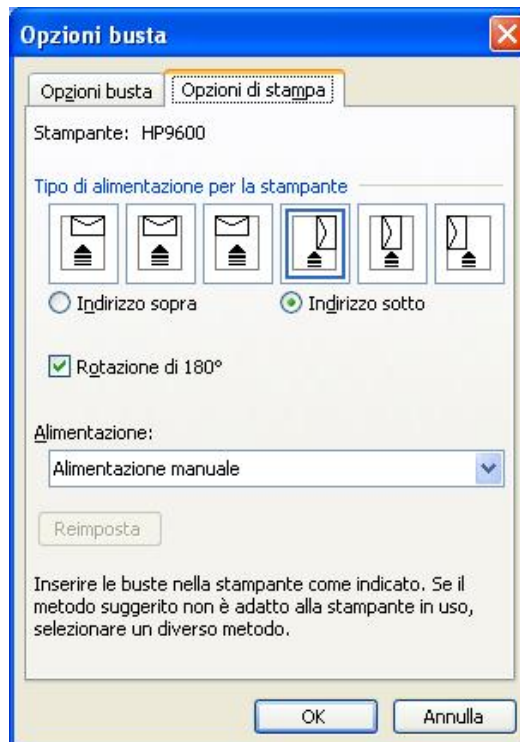 Opzioni busta
Opzioni busta Opzioni di stampa
Stampante: HP9600
Tipo di alimentazione per la stampante
Indirizzo sopra Indirizzo sotto
Rotazione di 180°
Alimentazione:
Alimentazione manuale
Reimposta
Inserire le buste nella stampante come indicato. Se il
metodo suggerito non è adatto alla stampante in uso,
selezionare un diverso metodo.
OK Annulla